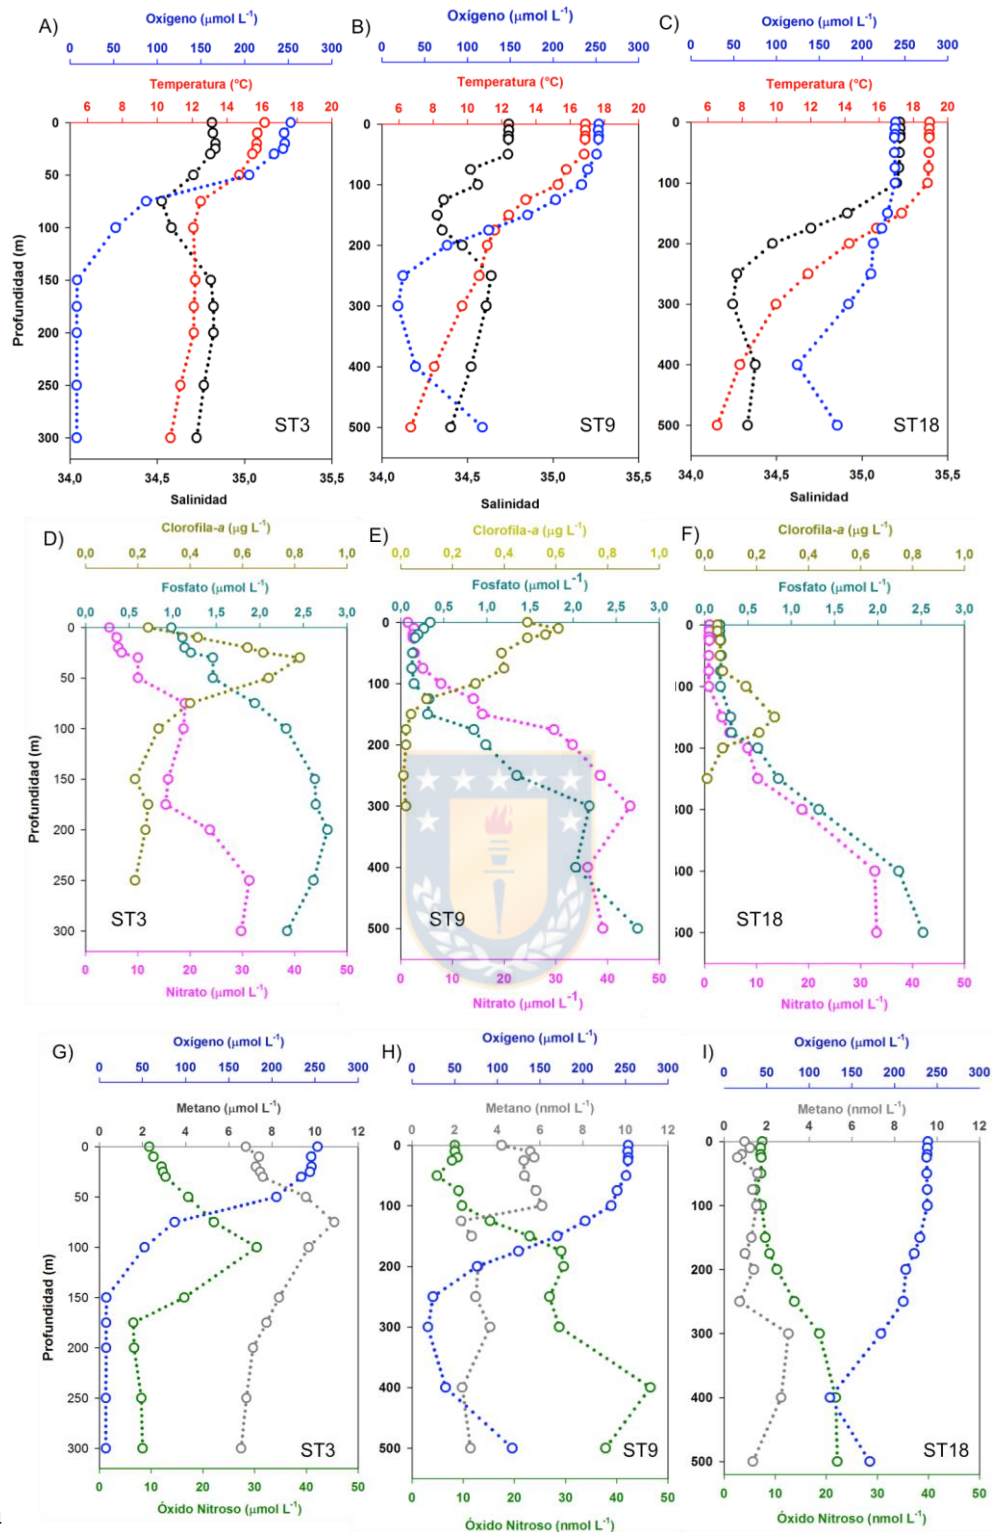 A)
Oxígeno (µmol L⁻¹)
0 50 100 150 200 250 300
Temperatura (°C)
6 8 10 12 14 16 18 20
0
50
100
150
200
250
300
Profundidad (m)
ST3
34,0 34,5 35,0 35,5
Salinidad
B)
Oxígeno (µmol L⁻¹)
0 50 100 150 200 250 300
Temperatura (°C)
6 8 10 12 14 16 18 20
0
100
200
300
400
500
ST9
34,0 34,5 35,0 35,5
Salinidad
C)
Oxígeno (µmol L⁻¹)
0 50 100 150 200 250 300
Temperatura (°C)
6 8 10 12 14 16 18 20
0
100
200
300
400
500
ST18
34,0 34,5 35,0 35,5
Salinidad
D)
Clorofila-a (µg L⁻¹)
0,0 0,2 0,4 0,6 0,8 1,0
Fosfato (µmol L⁻¹)
0,0 0,5 1,0 1,5 2,0 2,5 3,0
0
50
100
150
200
250
300
Profundidad (m)
ST3
0 10 20 30 40 50
Nitrato (µmol L⁻¹)
E)
Clorofila-a (µg L⁻¹)
0,0 0,2 0,4 0,6 0,8 1,0
Fosfato (µmol L⁻¹)
0,0 0,5 1,0 1,5 2,0 2,5 3,0
0
100
200
300
400
500
ST9
0 10 20 30 40 50
Nitrato (µmol L⁻¹)
F)
Clorofila-a (µg L⁻¹)
0,0 0,2 0,4 0,6 0,8 1,0
Fosfato (µmol L⁻¹)
0,0 0,5 1,0 1,5 2,0 2,5 3,0
200
ST18
0 10 20 30 40 50
Nitrato (µmol L⁻¹)
G)
Oxígeno (µmol L⁻¹)
0 50 100 150 200 250 300
Metano (µmol L⁻¹)
0 2 4 6 8 10 12
0
50
100
150
200
250
300
Profundidad (m)
ST3
0 10 20 30 40 50
Óxido Nitroso (µmol L⁻¹)
H)
Oxígeno (µmol L⁻¹)
0 50 100 150 200 250 300
Metano (nmol L⁻¹)
0 2 4 6 8 10 12
0
100
200
300
400
500
ST9
0 10 20 30 40 50
Óxido Nitroso (nmol L⁻¹)
I)
Oxígeno (µmol L⁻¹)
0 50 100 150 200 250 300
Metano (nmol L⁻¹)
0 2 4 6 8 10 12
0
100
200
300
400
500
ST18
0 10 20 30 40 50
Óxido Nitroso (nmol L⁻¹)